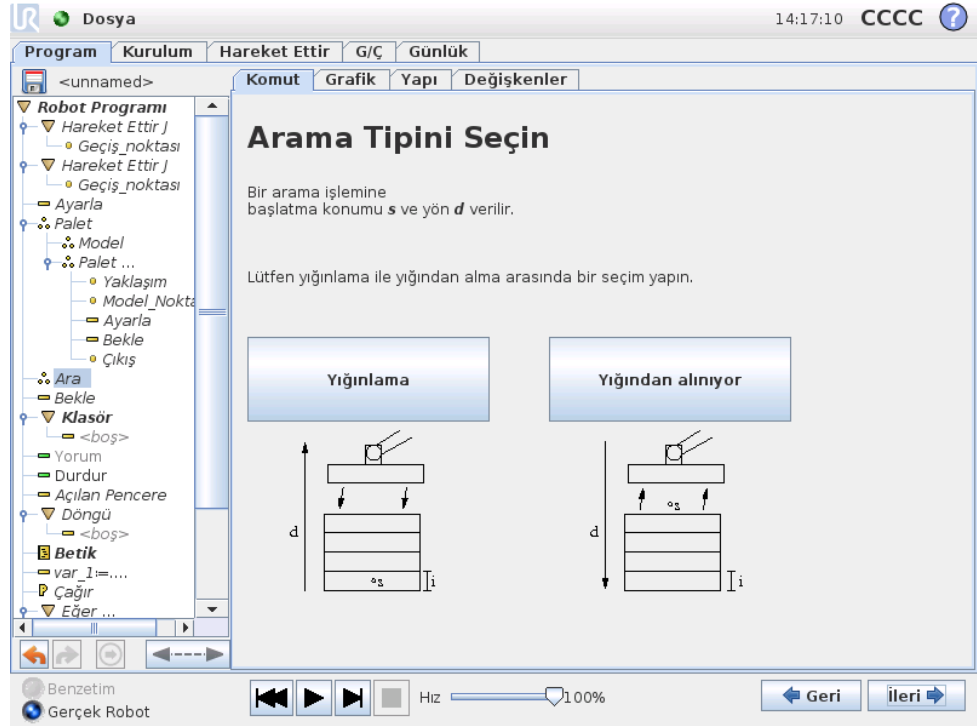 UR Dosya 14:17:10 CCCC ?
Program Kurulum Hareket Ettir G/Ç Günlük
<unnamed>
Komut Grafik Yapı Değişkenler
Robot Programı
Hareket Ettir J
Geçiş_noktası
Hareket Ettir J
Geçiş_noktası
Ayarla
Palet
Model
Palet ...
Yaklaşım
Model_Nokta
Ayarla
Bekle
Çıkış
Ara
Bekle
Klasör
<boş>
Yorum
Durdur
Açılan Pencere
Döngü
<boş>
Betik
var_1:=....
Çağır
Eğer ...
Arama Tipini Seçin
Bir arama işlemine
başlatma konumu s ve yön d verilir.
Lütfen yığınlama ile yığından alma arasında bir seçim yapın.
Yığınlama Yığından alınıyor
d s i
d s i
Benzetim
Gerçek Robot
Hız 100%
Geri İleri